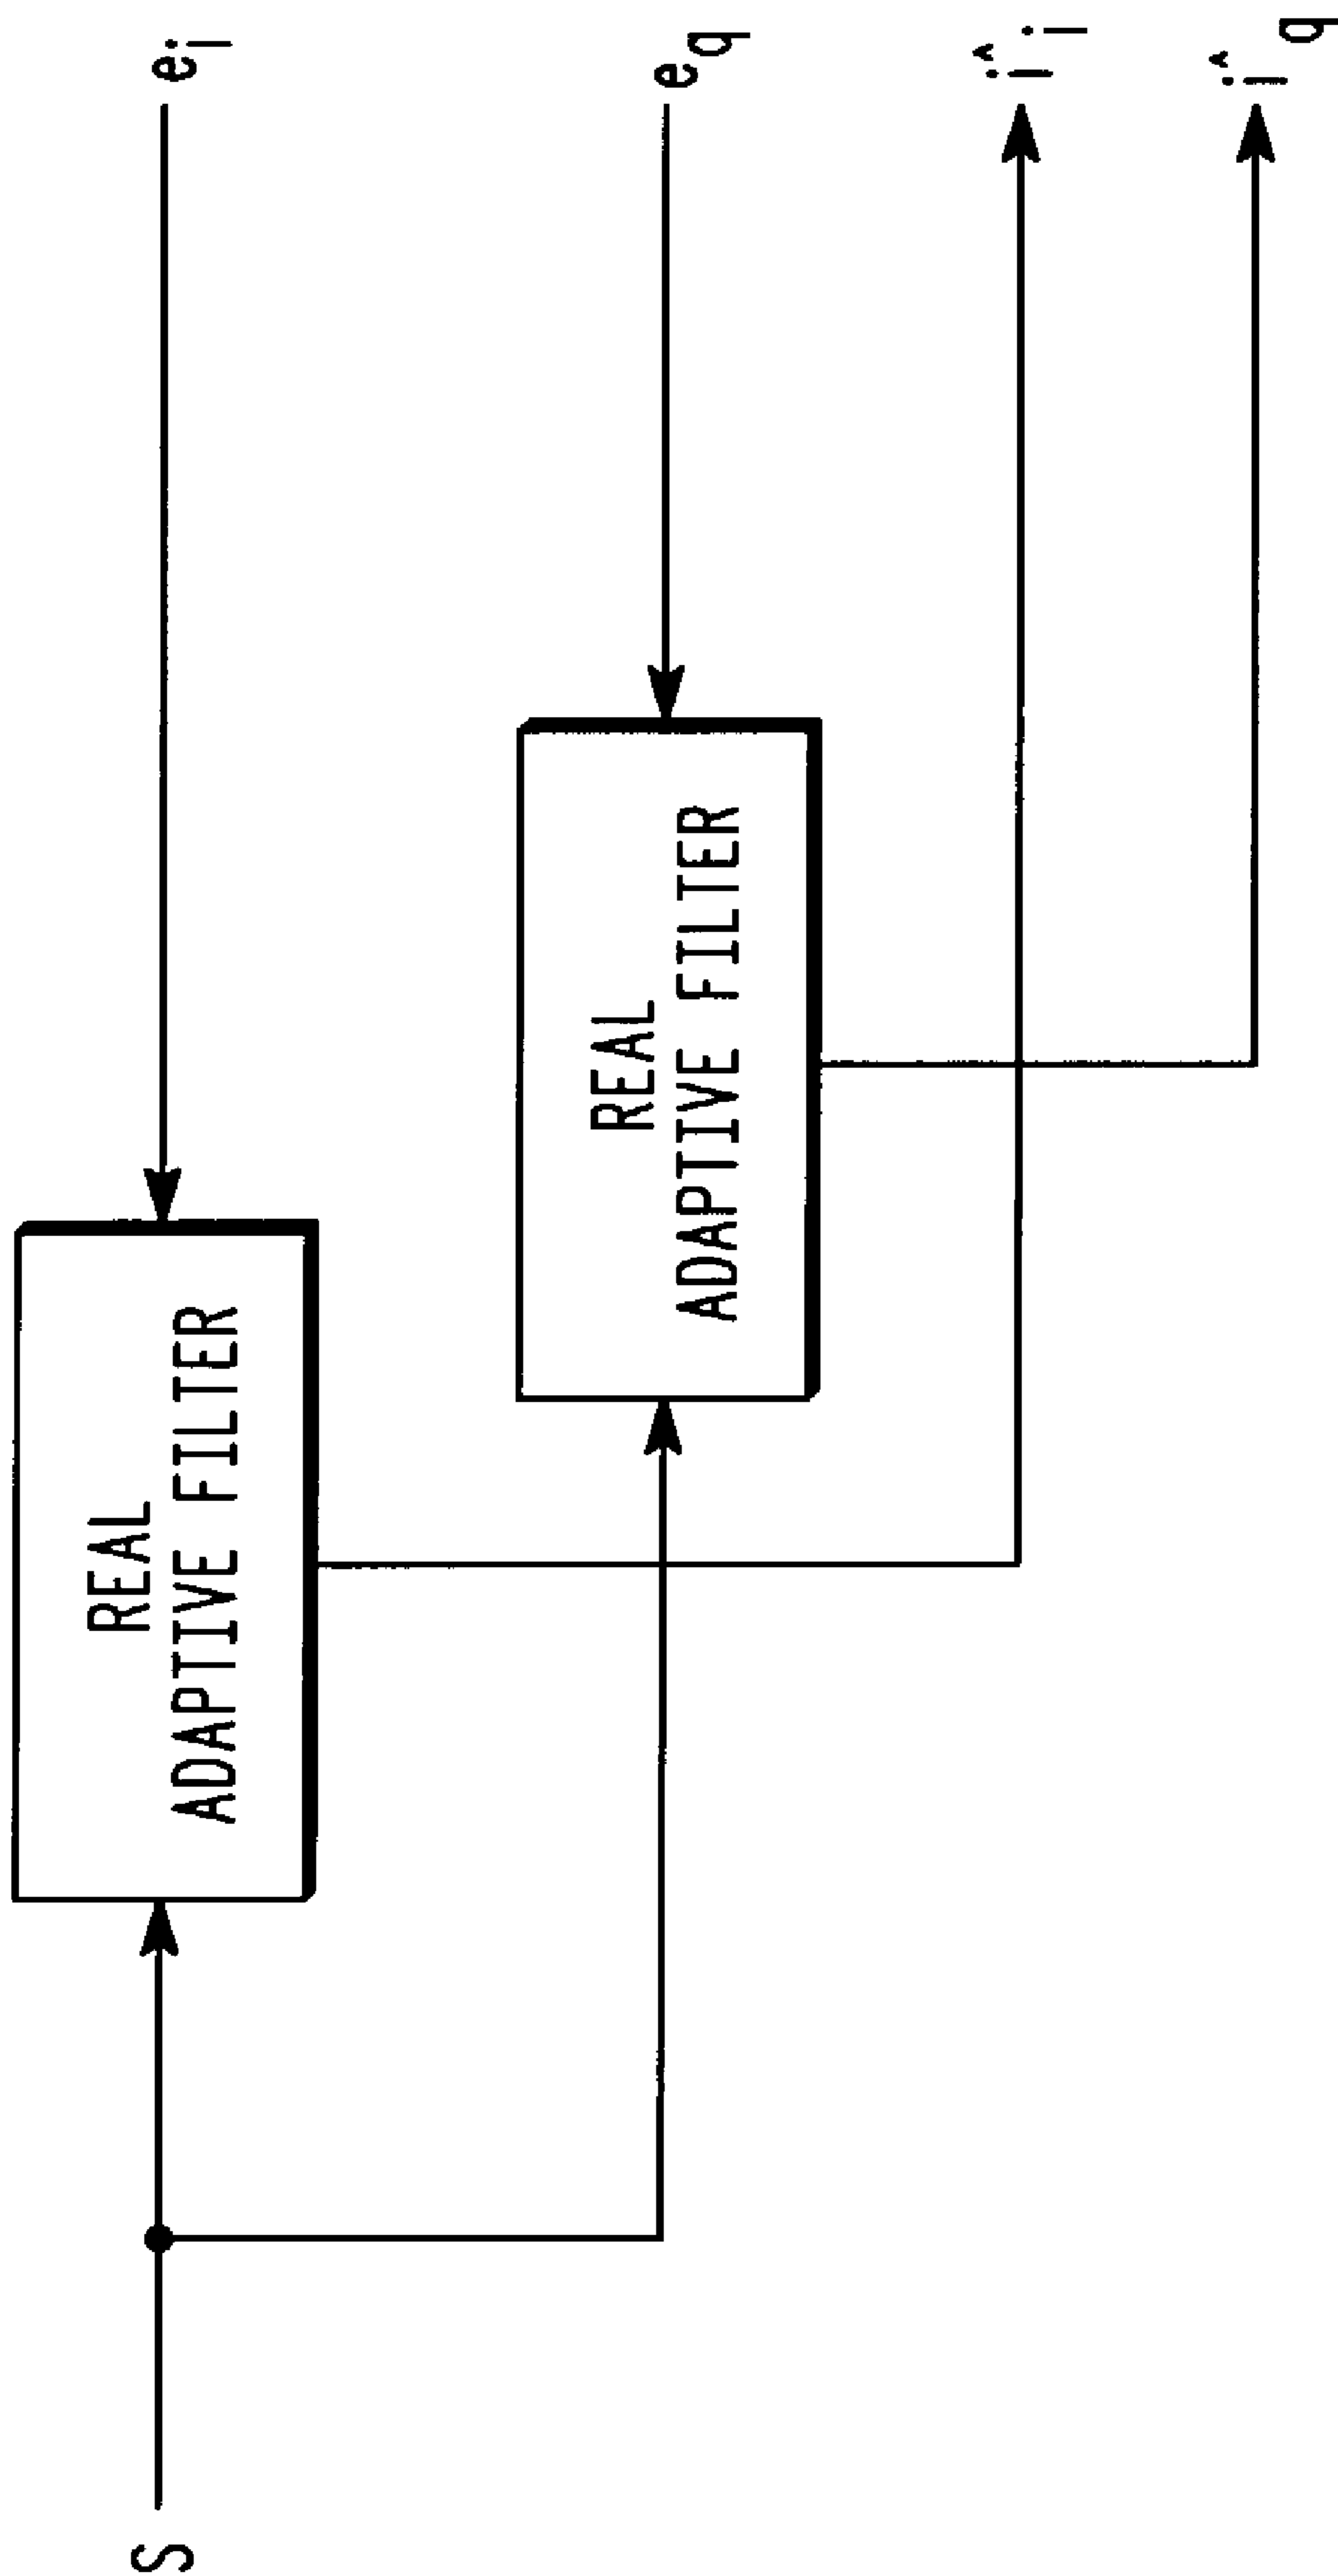 S
REAL
ADAPTIVE FILTER
e_i
REAL
ADAPTIVE FILTER
e_q
î_i
î_q